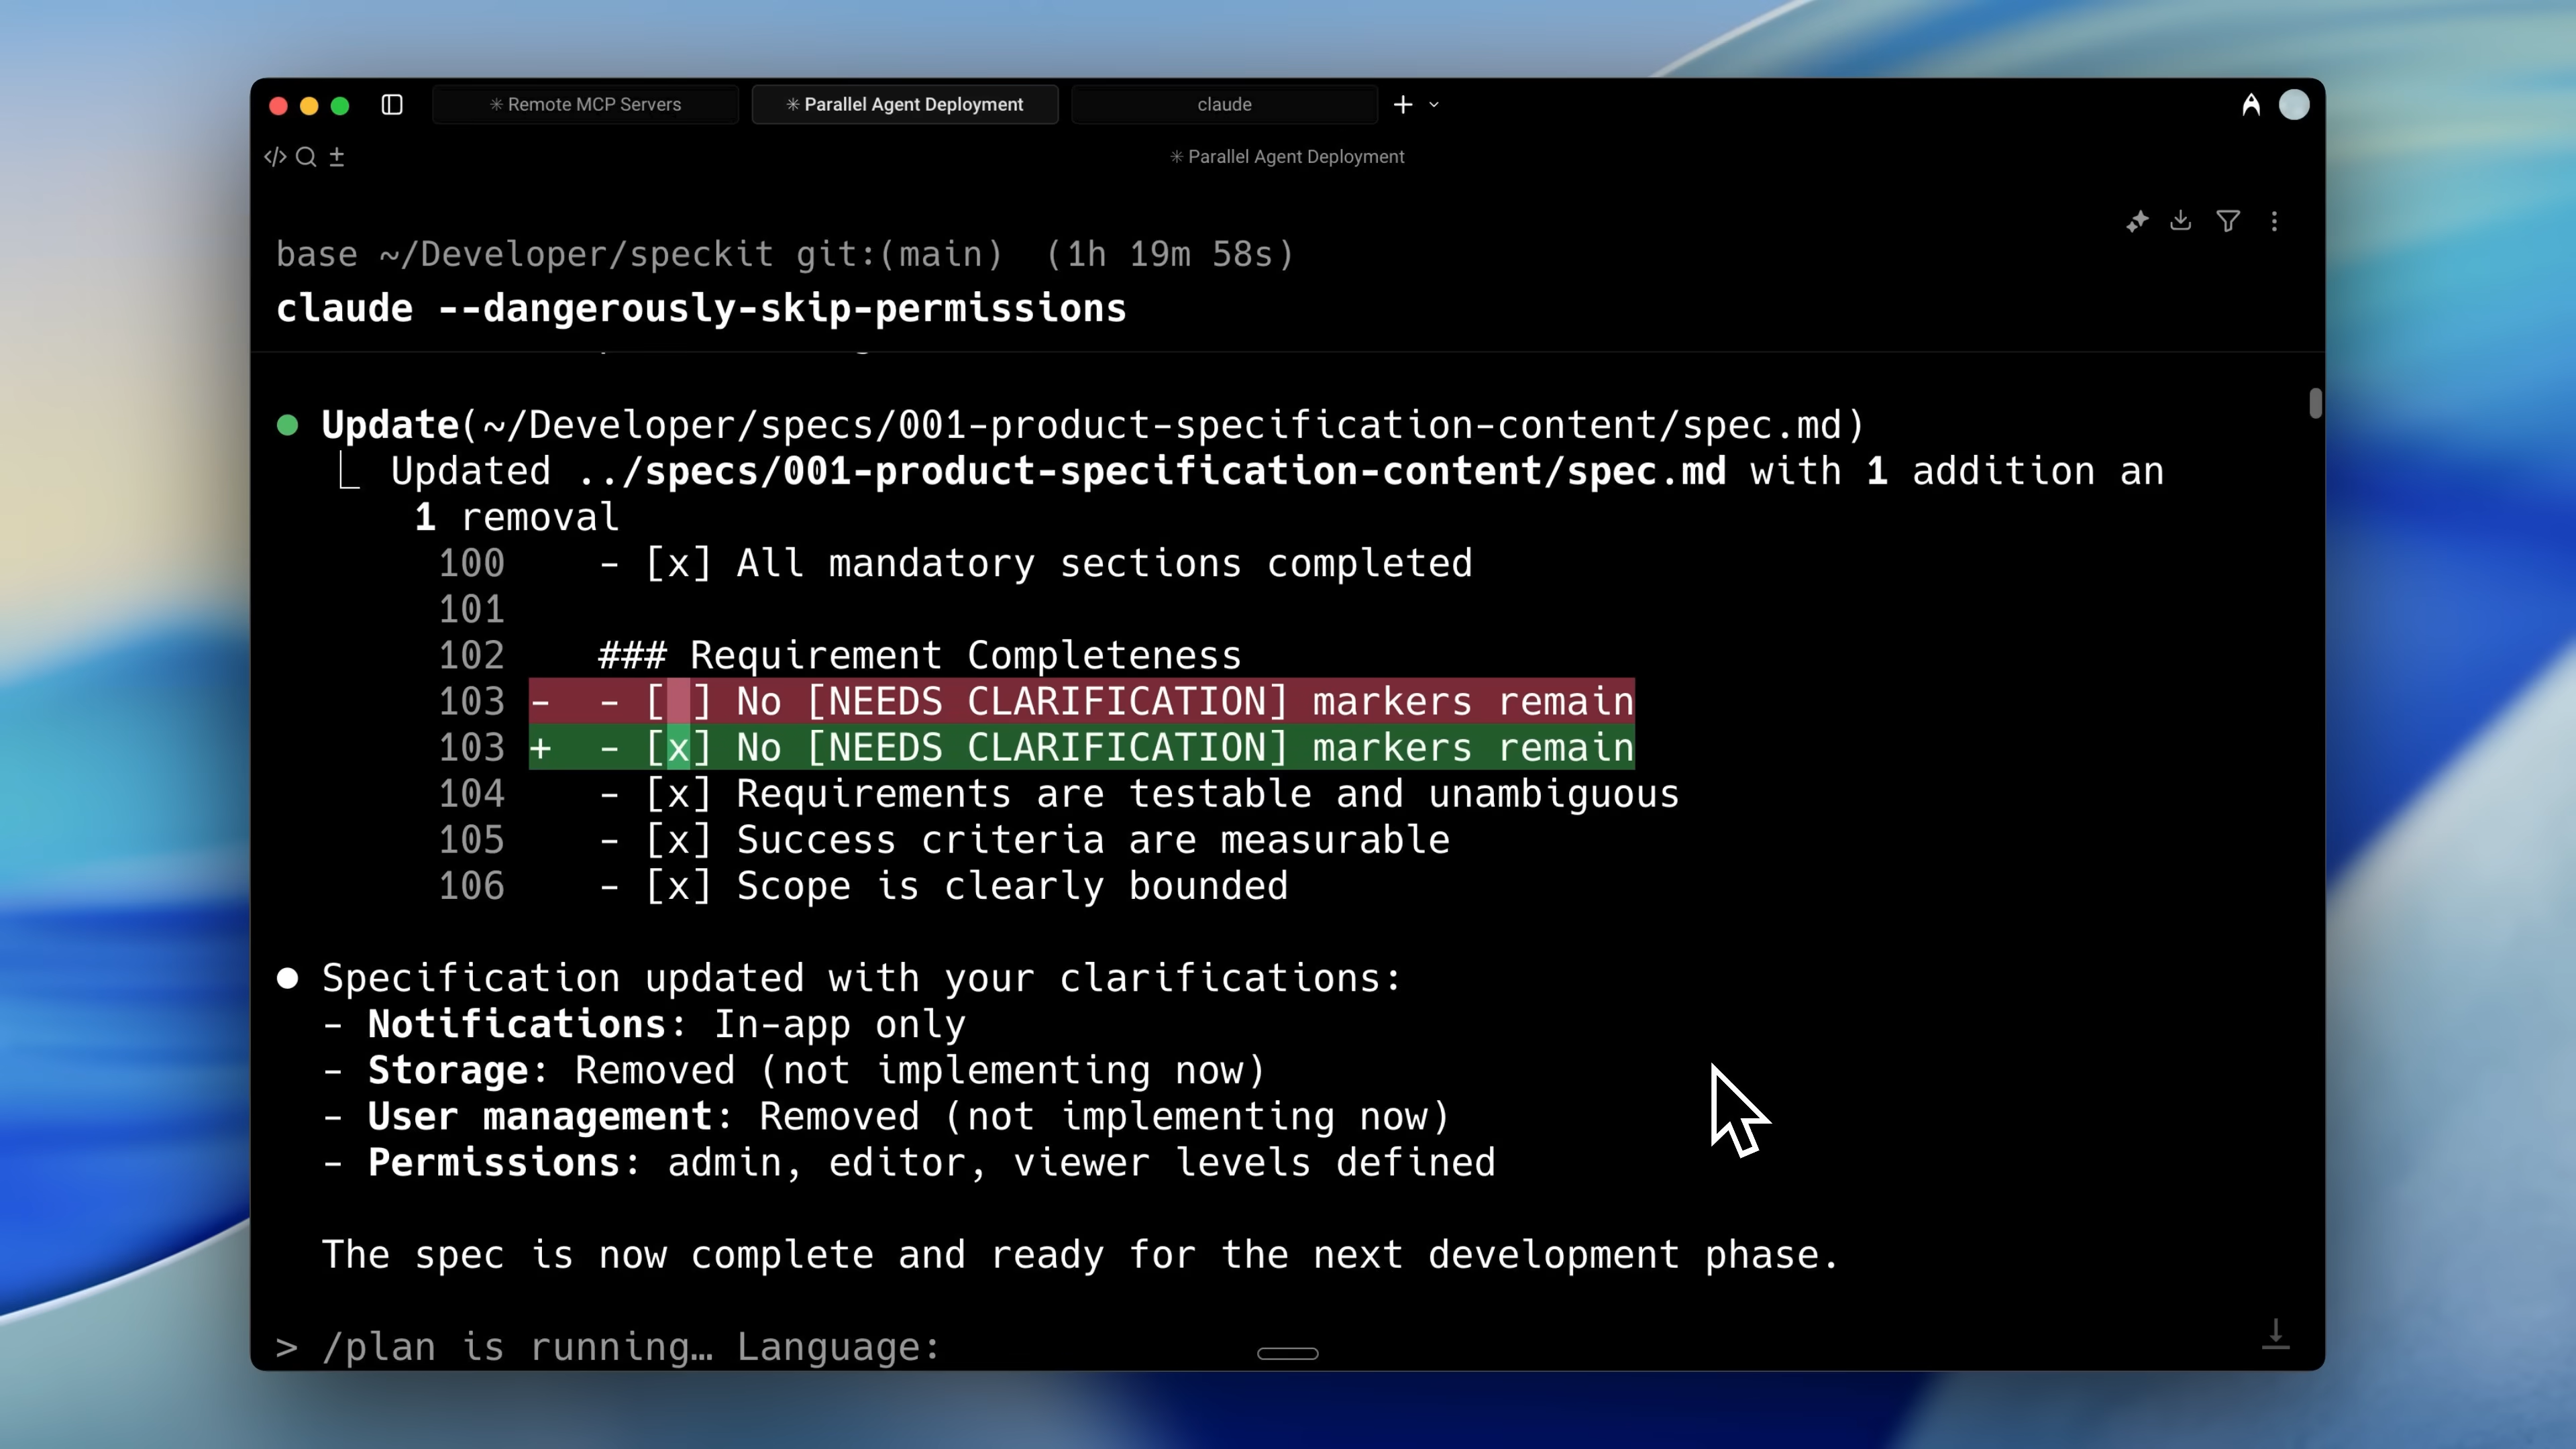 ✳ Remote MCP Servers
✳ Parallel Agent Deployment
claude
✳ Parallel Agent Deployment
base ~/Developer/speckit git:(main) (1h 19m 58s)
claude --dangerously-skip-permissions
Update(~/Developer/specs/001-product-specification-content/spec.md)
Updated ../specs/001-product-specification-content/spec.md with 1 addition an
1 removal
100 - [x] All mandatory sections completed
101
102 ### Requirement Completeness
103 - - [ ] No [NEEDS CLARIFICATION] markers remain
103 + - [x] No [NEEDS CLARIFICATION] markers remain
104 - [x] Requirements are testable and unambiguous
105 - [x] Success criteria are measurable
106 - [x] Scope is clearly bounded
Specification updated with your clarifications:
- Notifications: In-app only
- Storage: Removed (not implementing now)
- User management: Removed (not implementing now)
- Permissions: admin, editor, viewer levels defined
The spec is now complete and ready for the next development phase.
> /plan is running… Language: